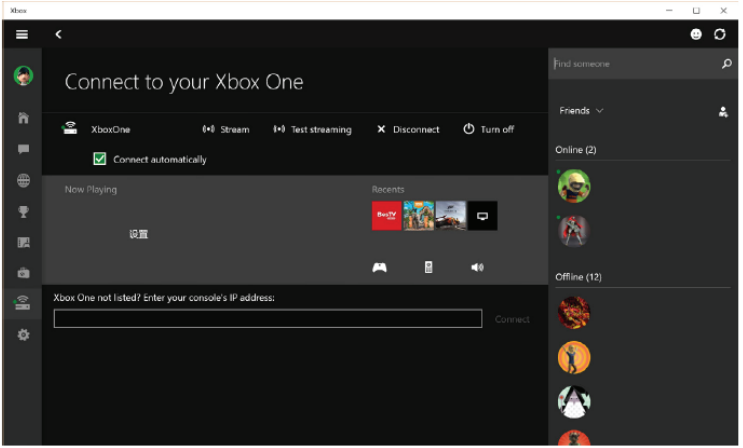 Xbox
Connect to your Xbox One
XboxOne
Stream
Test streaming
Disconnect
Turn off
Connect automatically
Now Playing
设置
Recents
BesTV
Xbox One not listed? Enter your console's IP address:
Connect
Find someone
Friends
Online (2)
Offline (12)